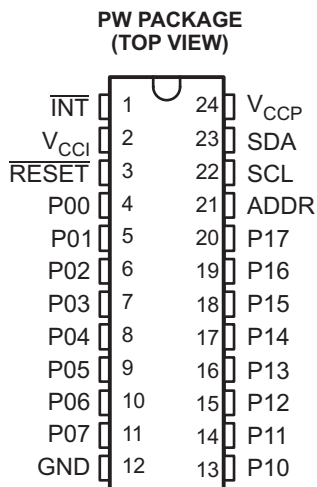 PW PACKAGE
(TOP VIEW)
INT 1 24 VCCP
VCCI 2 23 SDA
RESET 3 22 SCL
P00 4 21 ADDR
P01 5 20 P17
P02 6 19 P16
P03 7 18 P15
P04 8 17 P14
P05 9 16 P13
P06 10 15 P12
P07 11 14 P11
GND 12 13 P10